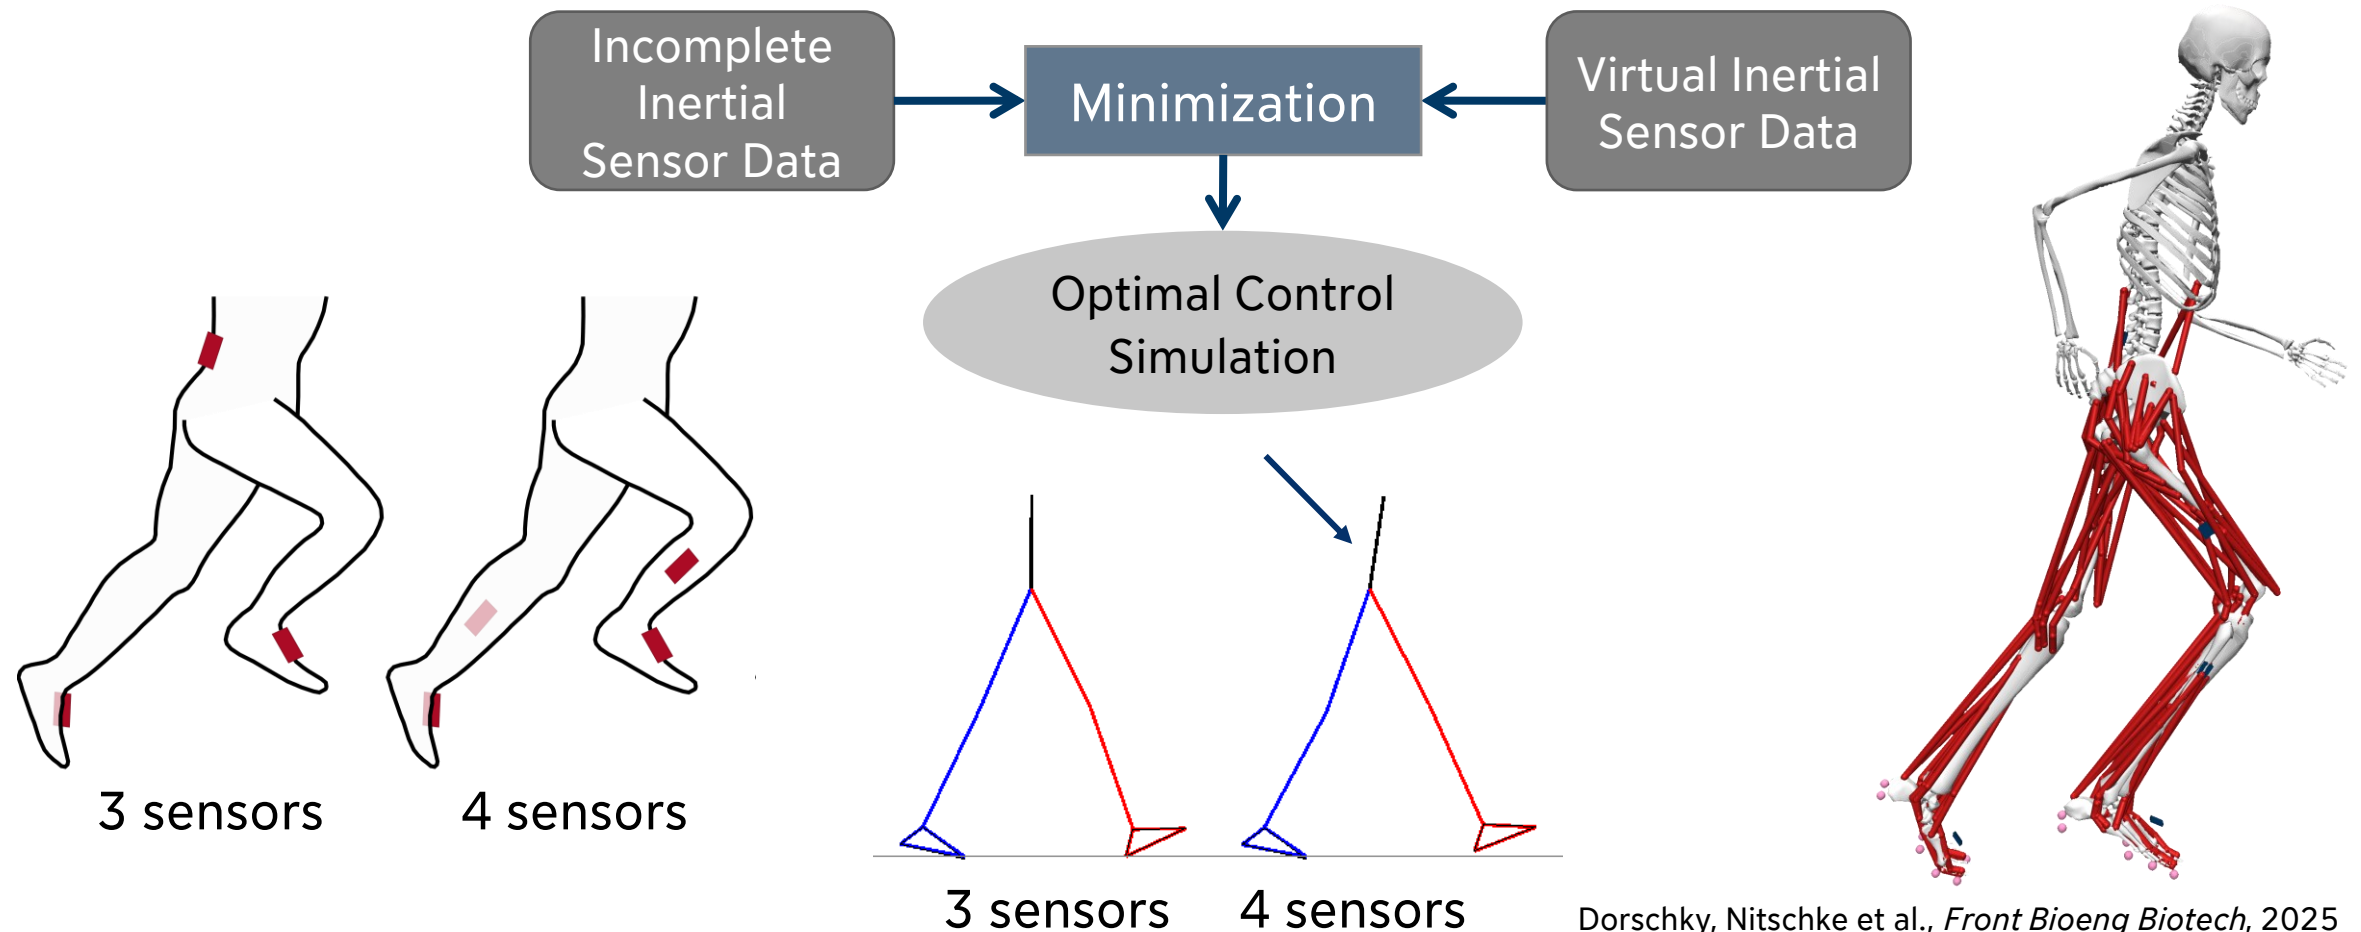 Incomplete
Inertial
Sensor Data
Minimization
Virtual Inertial
Sensor Data
Optimal Control
Simulation
3 sensors
4 sensors
3 sensors
4 sensors
Dorschky, Nitschke et al., Front Bioeng Biotech, 2025